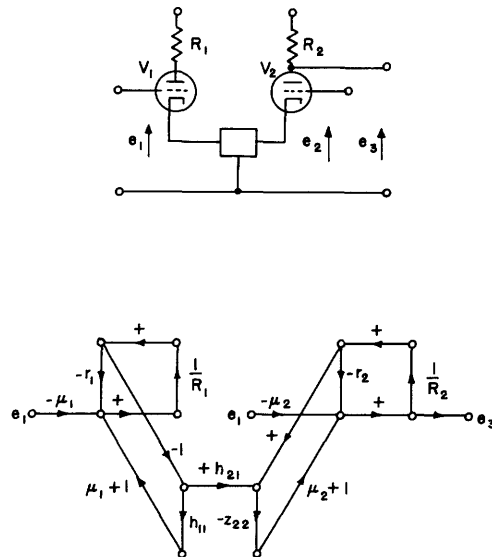 R₁ R₂
V₁ V₂
e₁ e₂ e₃
+ +
-r₁ 1/R₁ -r₂ 1/R₂
e₁ -μ₁ + e₁ -μ₂ + e₃
-1 +
μ₁+1 +h₂₁ μ₂+1
h₁₁ -z₂₂